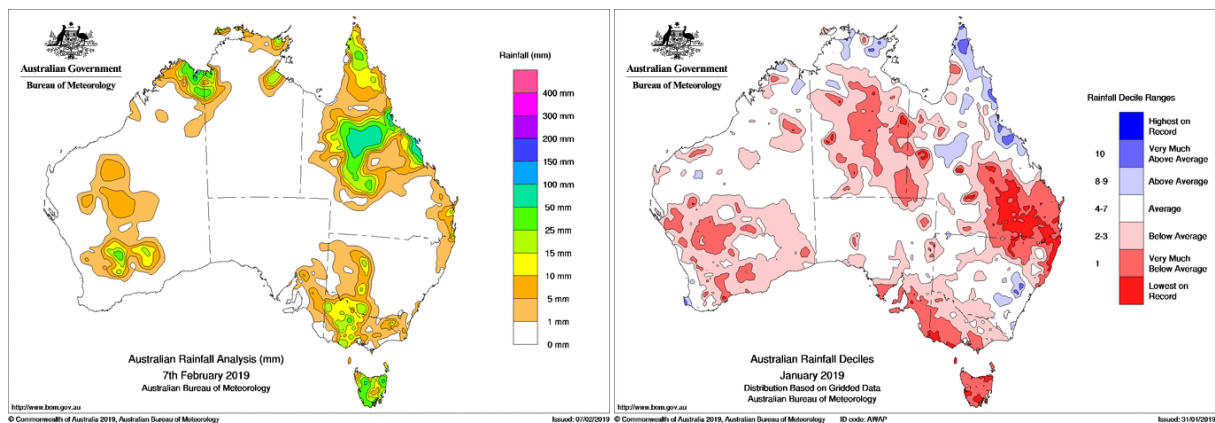 Australian Government
Bureau of Meteorology
Rainfall (mm)
400 mm
300 mm
200 mm
150 mm
100 mm
50 mm
25 mm
15 mm
10 mm
5 mm
1 mm
0 mm
Australian Rainfall Analysis (mm)
7th February 2019
Australian Bureau of Meteorology
http://www.bom.gov.au
© Commonwealth of Australia 2019, Australian Bureau of Meteorology
Issued: 07/02/2019
Australian Government
Bureau of Meteorology
Rainfall Decile Ranges
Highest on
Record
10
Very Much
Above Average
8-9
Above Average
4-7
Average
2-3
Below Average
1
Very Much
Below Average
Lowest on
Record
Australian Rainfall Deciles
January 2019
Distribution Based on Gridded Data
Australian Bureau of Meteorology
http://www.bom.gov.au
© Commonwealth of Australia 2019, Australian Bureau of Meteorology
ID code: AWAP
Issued: 31/01/2019